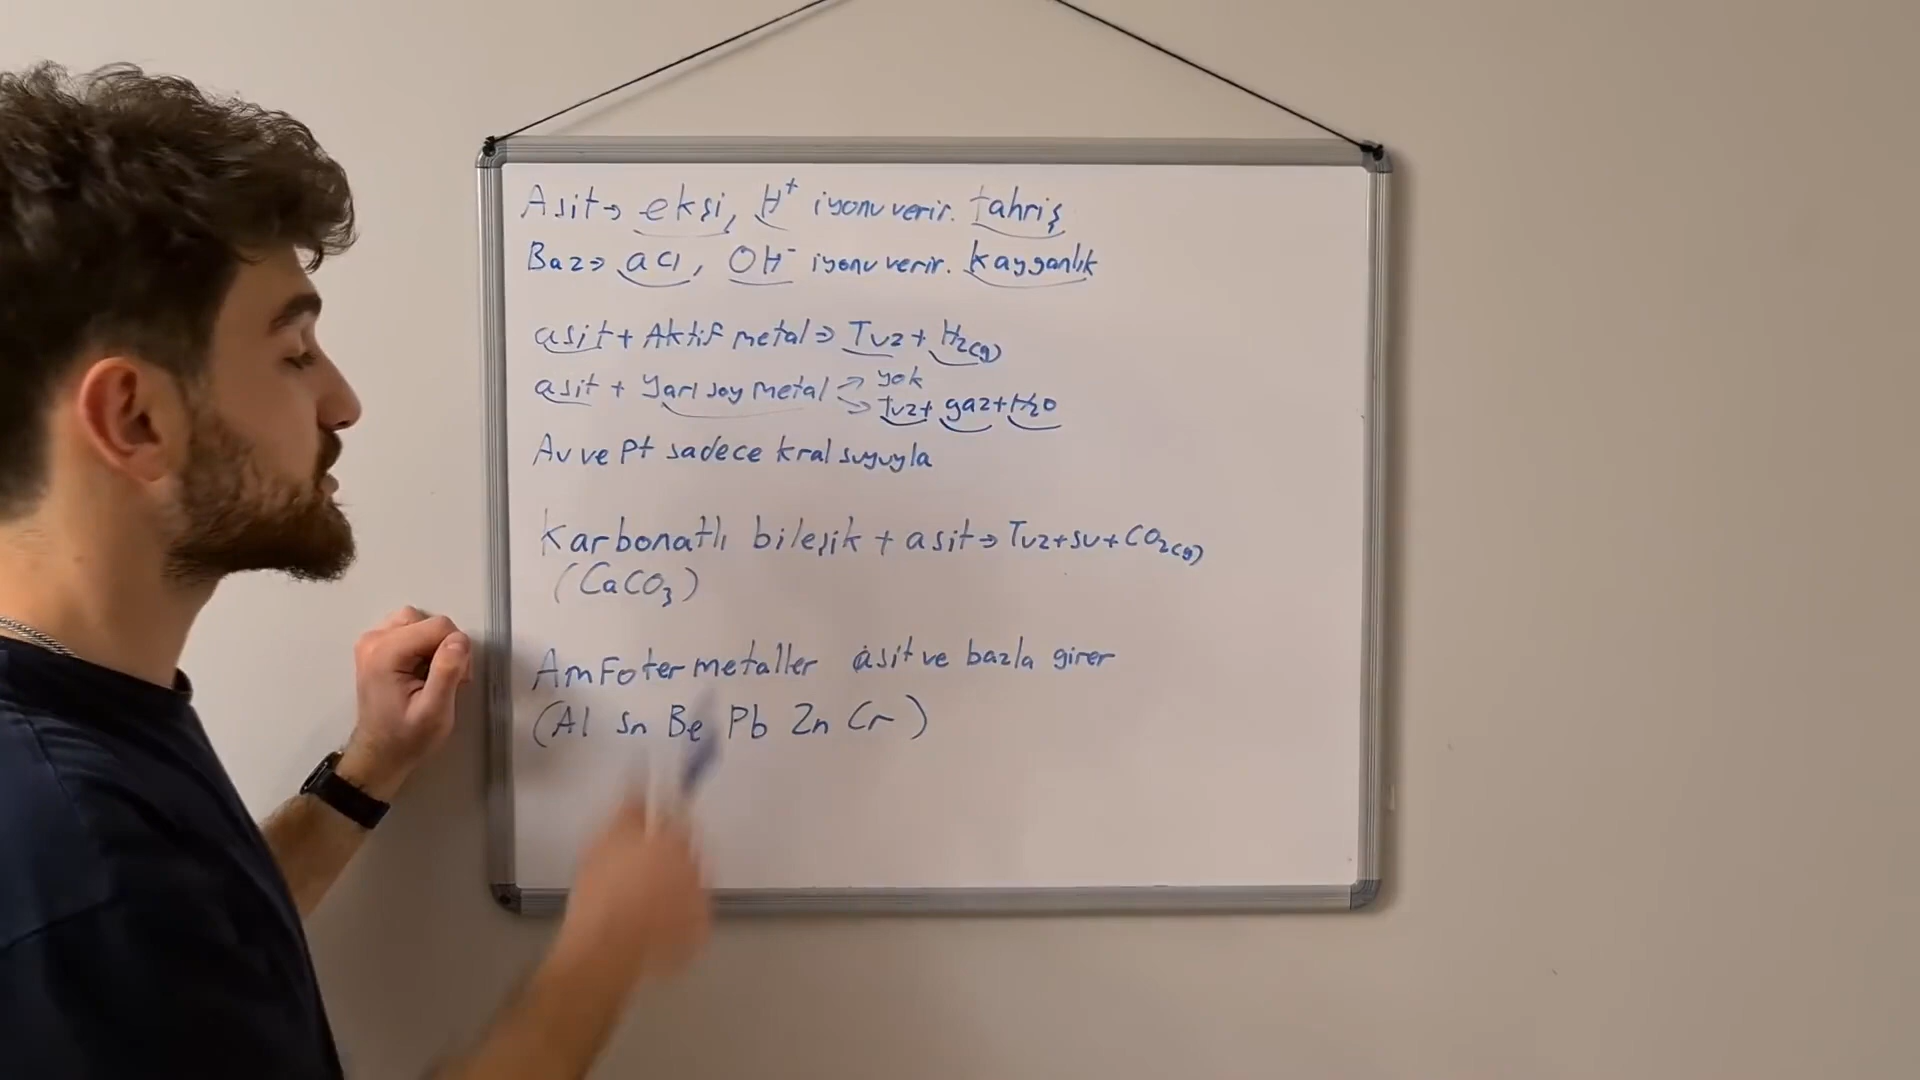 Asit → ekşi, H⁺ iyonu verir. tahriş
Baz → acı, OH⁻ iyonu verir. kayganlık
asit + Aktif metal → Tuz + H₂(g)
asit + Yarı soy metal → yok
→ tuz + gaz + H₂O
Au ve Pt sadece kral suyuyla
Karbonatlı bileşik + asit → Tuz + su + CO₂(g)
(CaCO₃)
Amfoter metaller asit ve bazla girer
(Al Sn Be Pb Zn Cr)